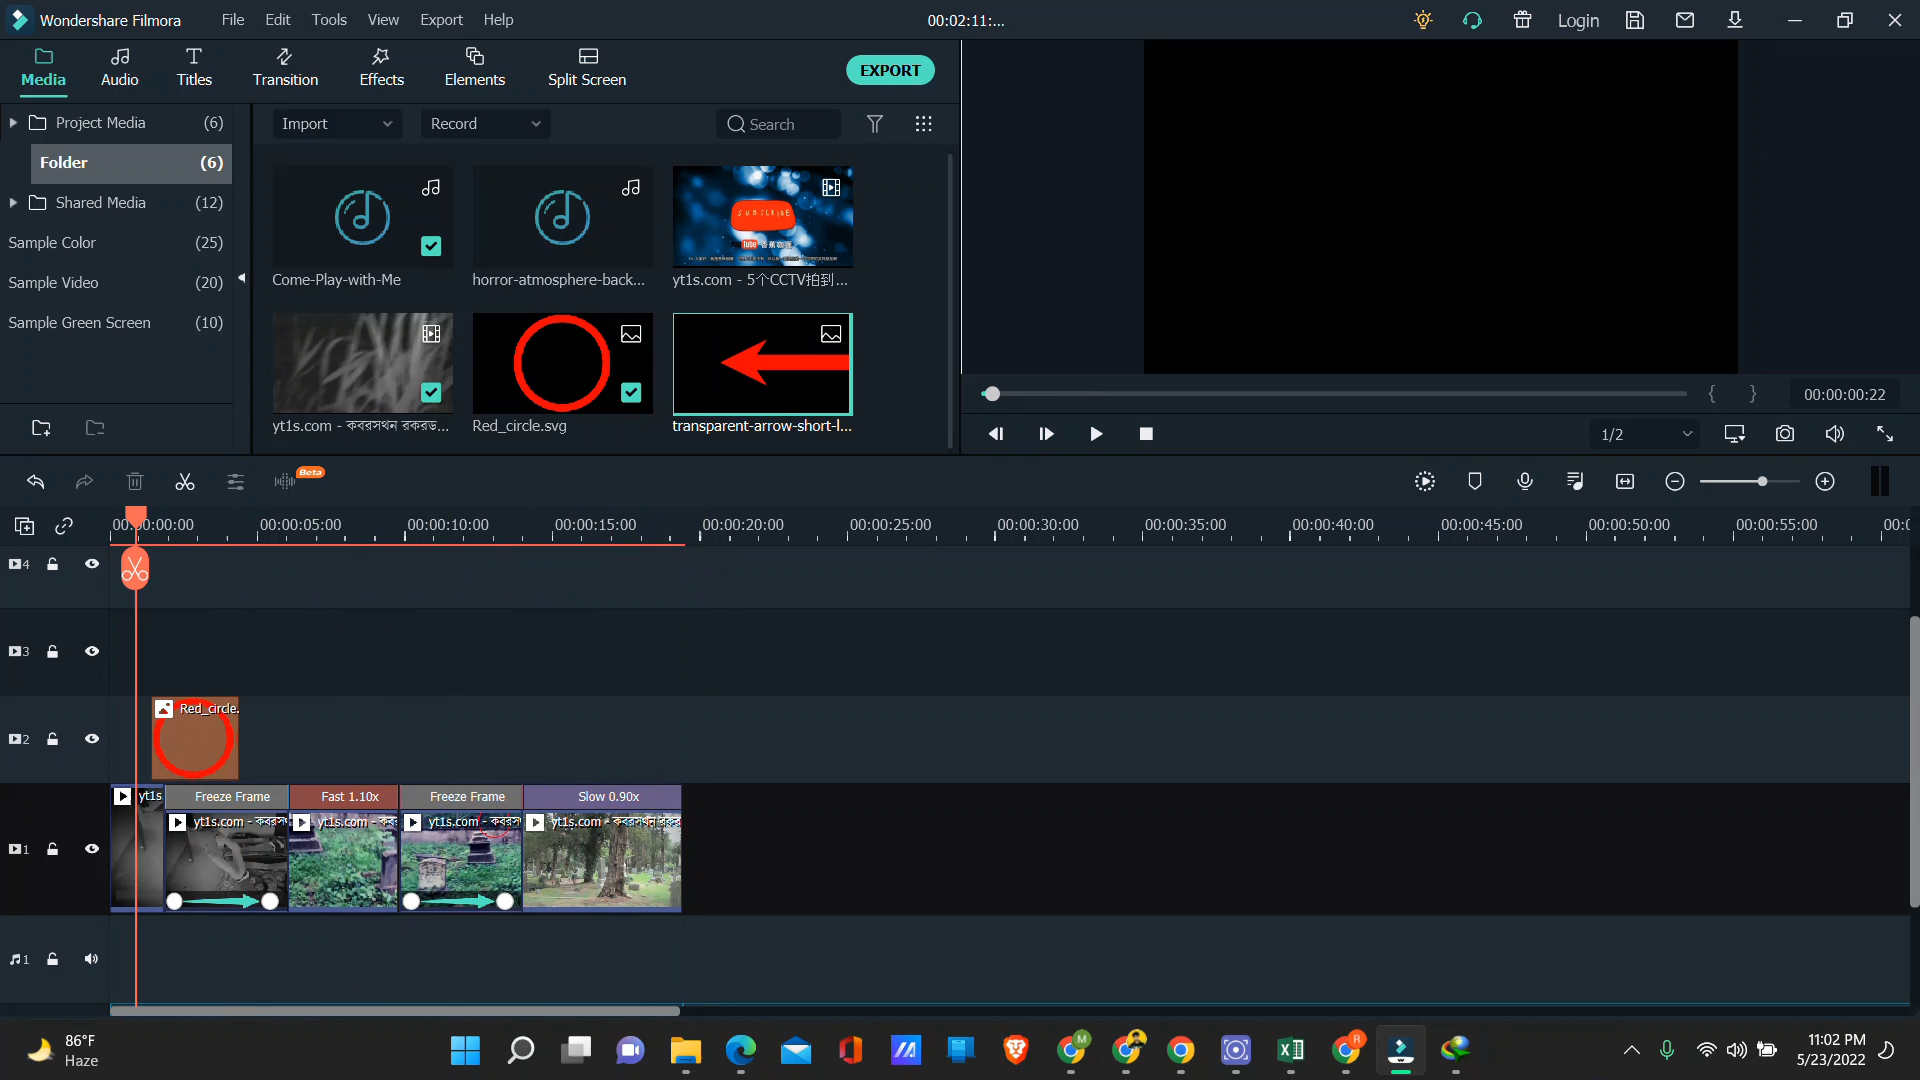 Wondershare Filmora
File
Edit
Tools
View
Export
Help
00:02:11:...
Login
Media
Audio
Titles
Transition
Effects
Elements
Split Screen
EXPORT
Project Media (6)
Folder (6)
Shared Media (12)
Sample Color (25)
Sample Video (20)
Sample Green Screen (10)
Import
Record
Search
Come-Play-with-Me
horror-atmosphere-back...
SUBSCRIBE
yt1s.com - 5个CCTV拍到...
yt1s.com - কবরসথন রকরড...
Red_circle.svg
transparent-arrow-short-l...
{ }
00:00:00:22
1/2
Beta
00:00:00:00
00:00:05:00
00:00:10:00
00:00:15:00
00:00:20:00
00:00:25:00
00:00:30:00
00:00:35:00
00:00:40:00
00:00:45:00
00:00:50:00
00:00:55:00
4
3
2
Red_circle.
1
yt1s
Freeze Frame
Fast 1.10x
Freeze Frame
Slow 0.90x
yt1s.com - কবরসথ
yt1s.com - কব
yt1s.com - কবরসথ
yt1s.com - কবরসথন রকর
1
86°F
Haze
M
R
11:02 PM
5/23/2022